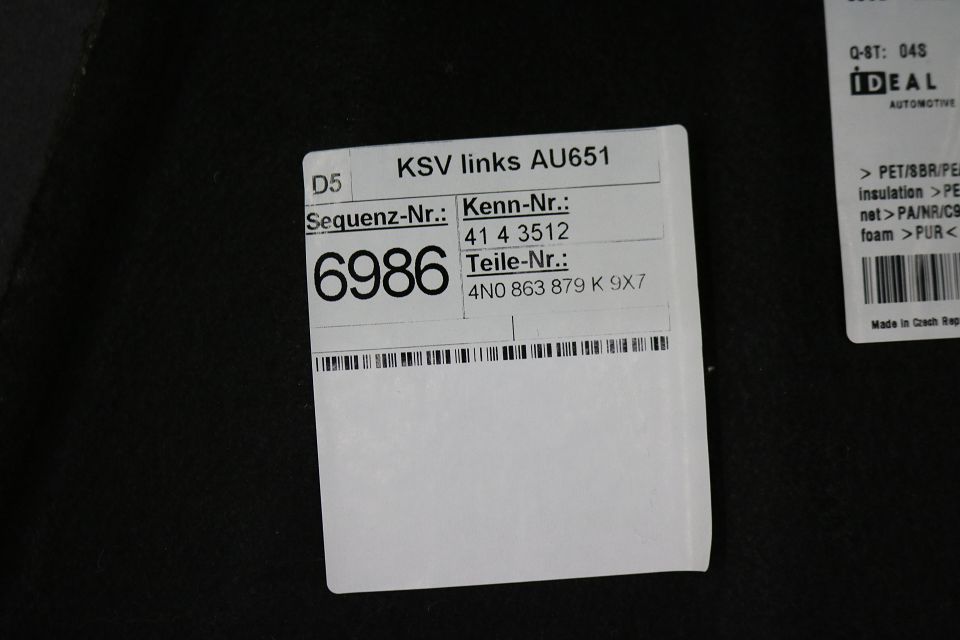 KSV links AU651
D5
Sequenz-Nr.:
6986
Kenn-Nr.:
41 4 3512
Teile-Nr.:
4N0 863 879 K 9X7
Q-ST: 04S
iDEAL
AUTOMOTIVE
> PET/SBR/PE/
insulation >PE
net>PA/NR/C9
foam >PUR<
Made in Czech Rep